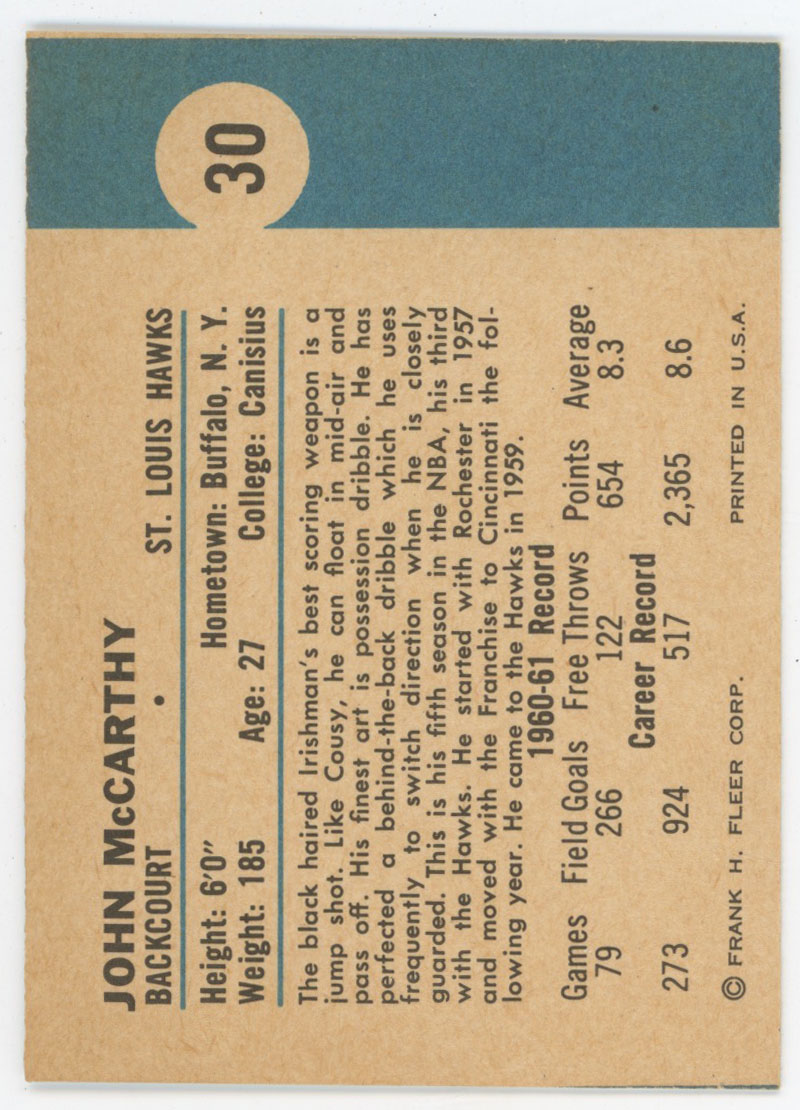 30
JOHN McCARTHY
BACKCOURT • ST. LOUIS HAWKS
Height: 6'0" Hometown: Buffalo, N. Y.
Weight: 185 Age: 27 College: Canisius
The black haired Irishman's best scoring weapon is a
jump shot. Like Cousy, he can float in mid-air and
pass off. His finest art is possession dribble. He has
perfected a behind-the-back dribble which he uses
frequently to switch direction when he is closely
guarded. This is his fifth season in the NBA, his third
with the Hawks. He started with Rochester in 1957
and moved with the Franchise to Cincinnati the fol-
lowing year. He came to the Hawks in 1959.
1960-61 Record
Games Field Goals Free Throws Points Average
79 266 122 654 8.3
Career Record
273 924 517 2,365 8.6
© FRANK H. FLEER CORP. PRINTED IN U.S.A.